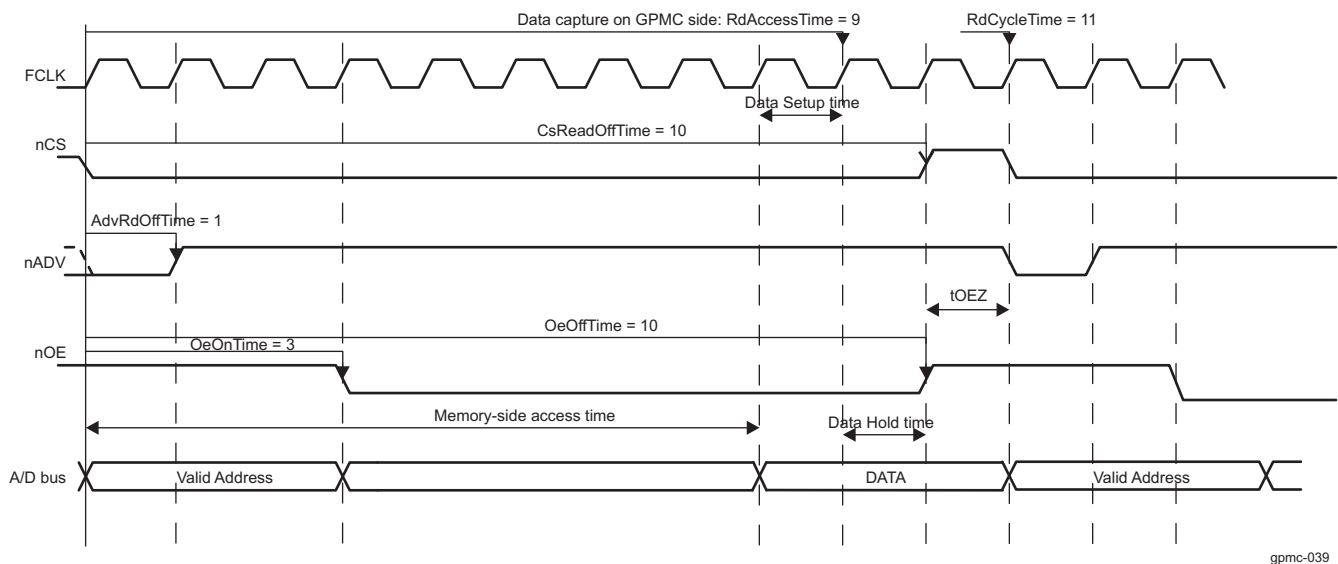 Data capture on GPMC side: RdAccessTime = 9
RdCycleTime = 11
FCLK
Data Setup time
CsReadOffTime = 10
nCS
AdvRdOffTime = 1
nADV
tOEZ
OeOffTime = 10
OeOnTime = 3
nOE
Memory-side access time
Data Hold time
A/D bus
Valid Address
DATA
Valid Address
gpmc-039